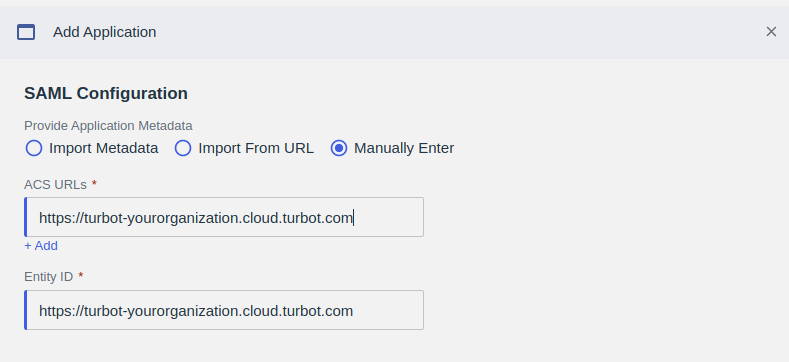 Add Application
SAML Configuration
Provide Application Metadata
Import Metadata Import From URL Manually Enter
ACS URLs *
https://turbot-yourorganization.cloud.turbot.com
+ Add
Entity ID *
https://turbot-yourorganization.cloud.turbot.com